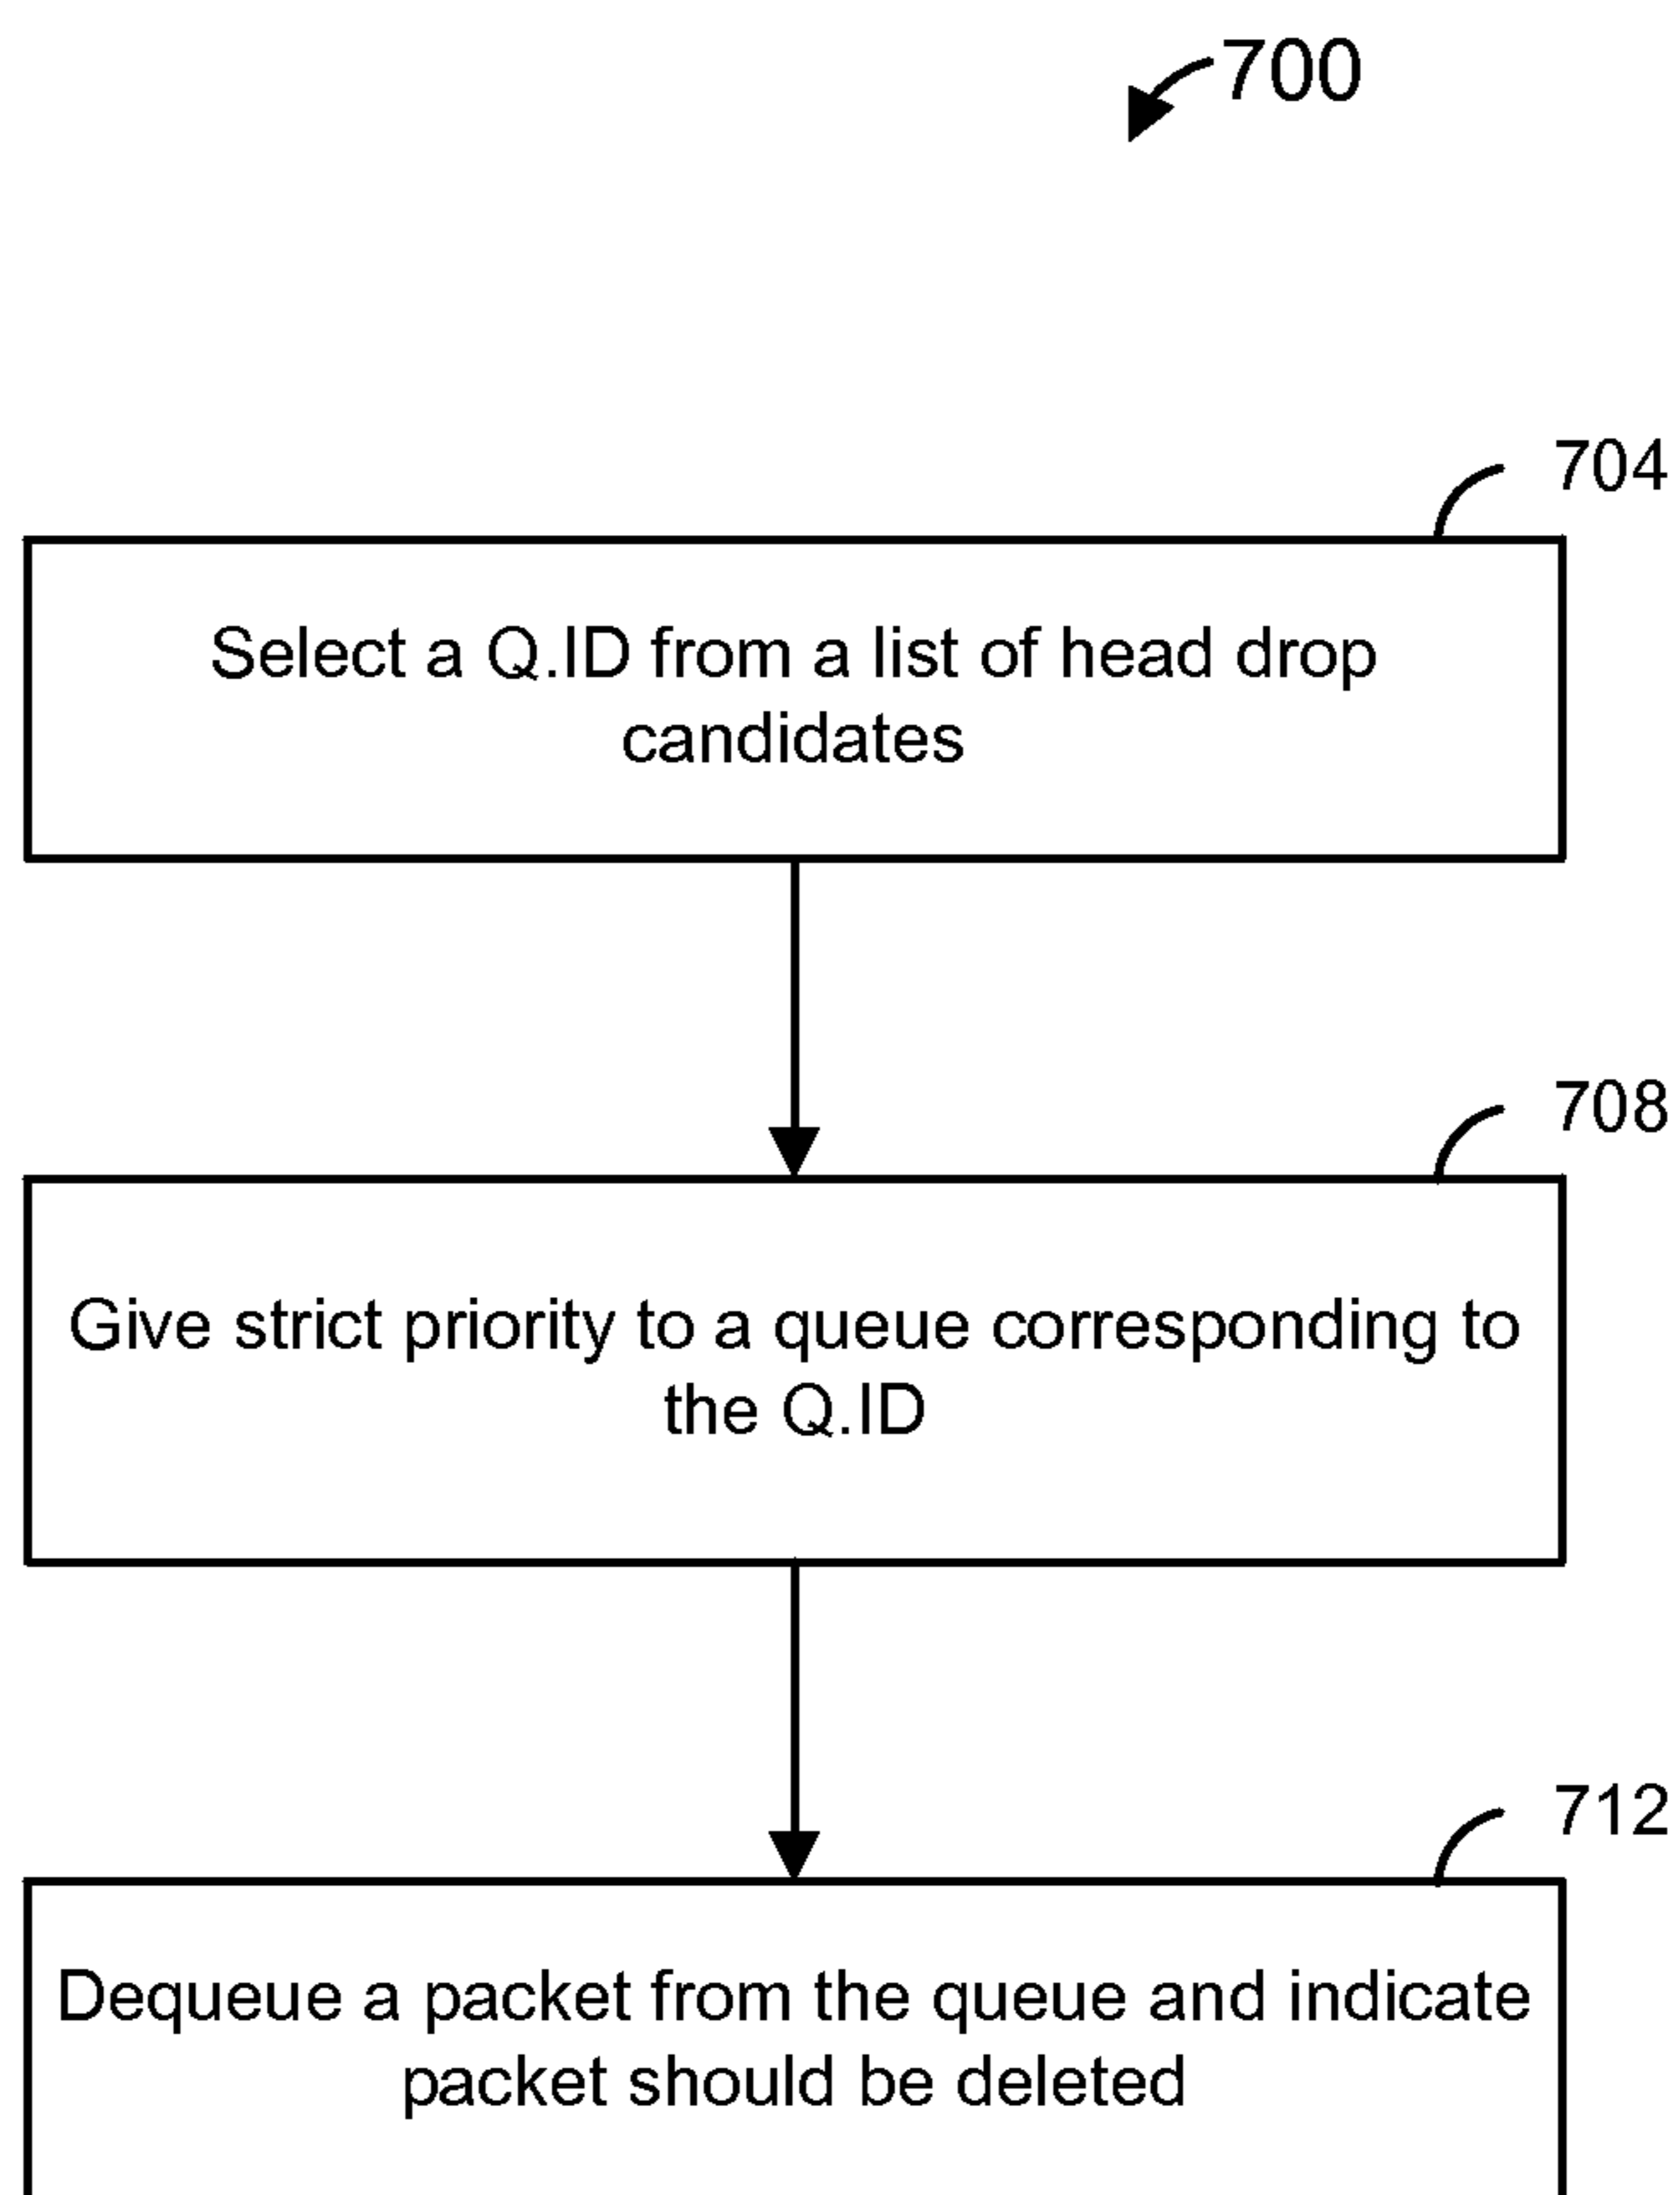 700
704
Select a Q.ID from a list of head drop
candidates
708
Give strict priority to a queue corresponding to
the Q.ID
712
Dequeue a packet from the queue and indicate
packet should be deleted